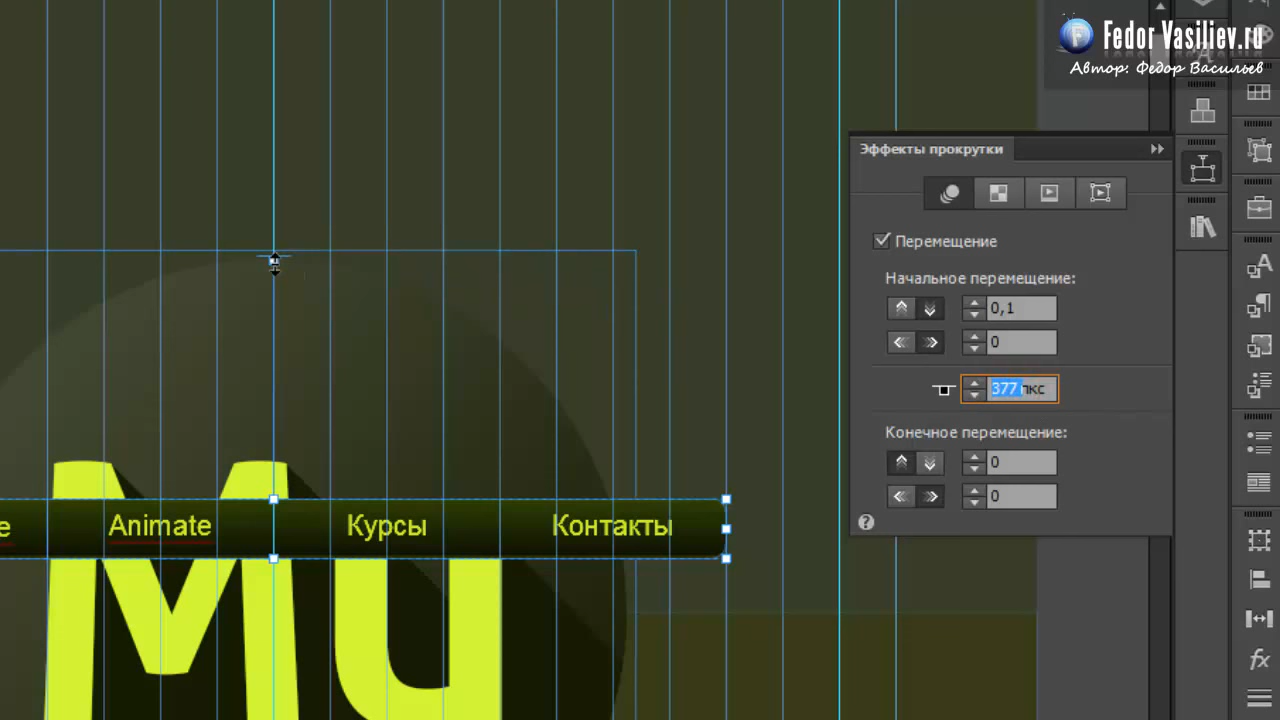 Fedor Vasiliev.ru
Автор: Федор Васильев
Эффекты прокрутки
Перемещение
Начальное перемещение:
0,1
0
377 пкс
Конечное перемещение:
0
0
e Animate Курсы Контакты
Mu